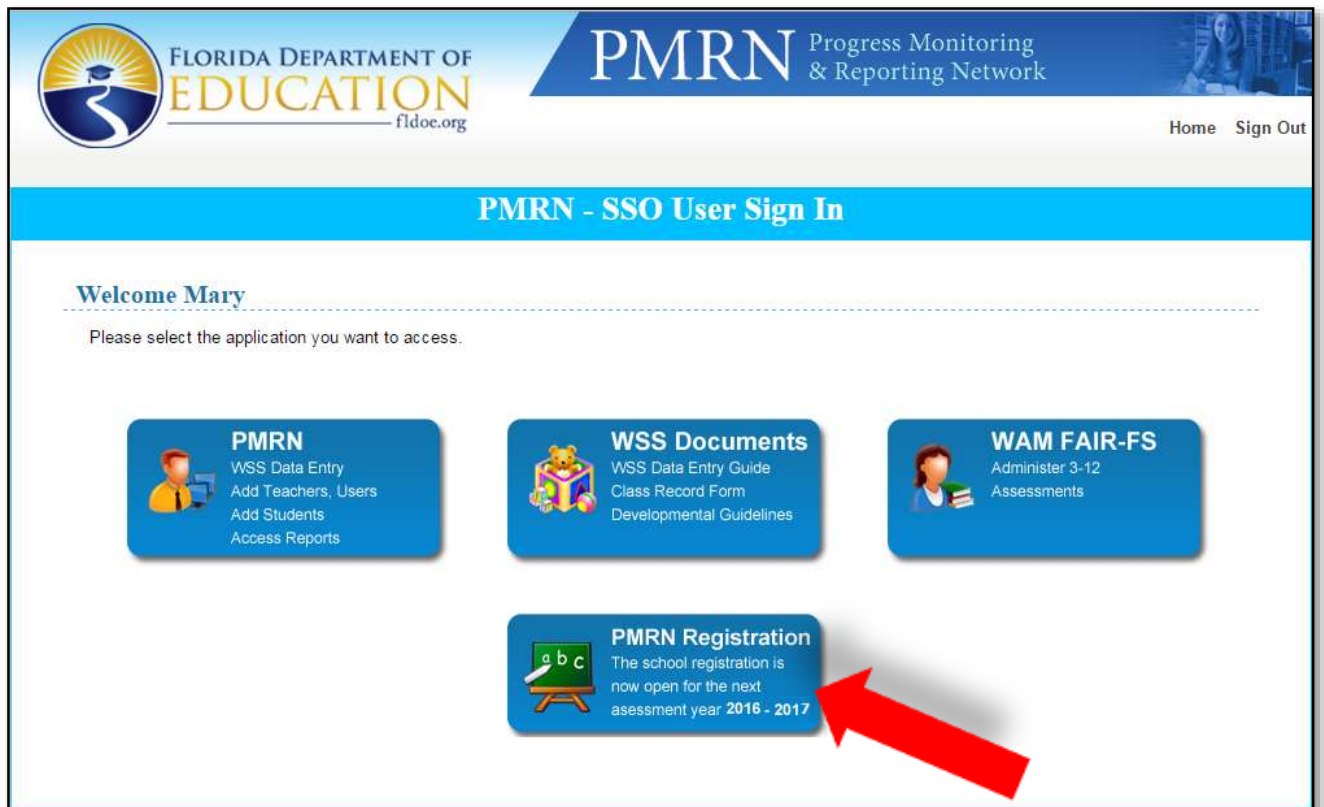 FLORIDA DEPARTMENT OF
EDUCATION
fldoe.org
PMRN Progress Monitoring
& Reporting Network
Home Sign Out
PMRN - SSO User Sign In
Welcome Mary
Please select the application you want to access.
PMRN
WSS Data Entry
Add Teachers, Users
Add Students
Access Reports
WSS Documents
WSS Data Entry Guide
Class Record Form
Developmental Guidelines
WAM FAIR-FS
Administer 3-12
Assessments
a b c
PMRN Registration
The school registration is
now open for the next
asessment year 2016 - 2017